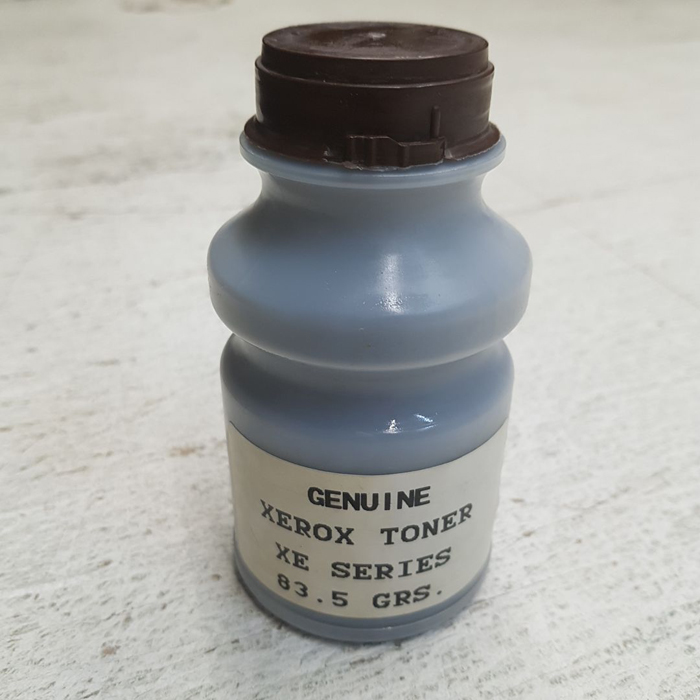 GENUINE
XEROX TONER
XE SERIES
83.5 GRS.